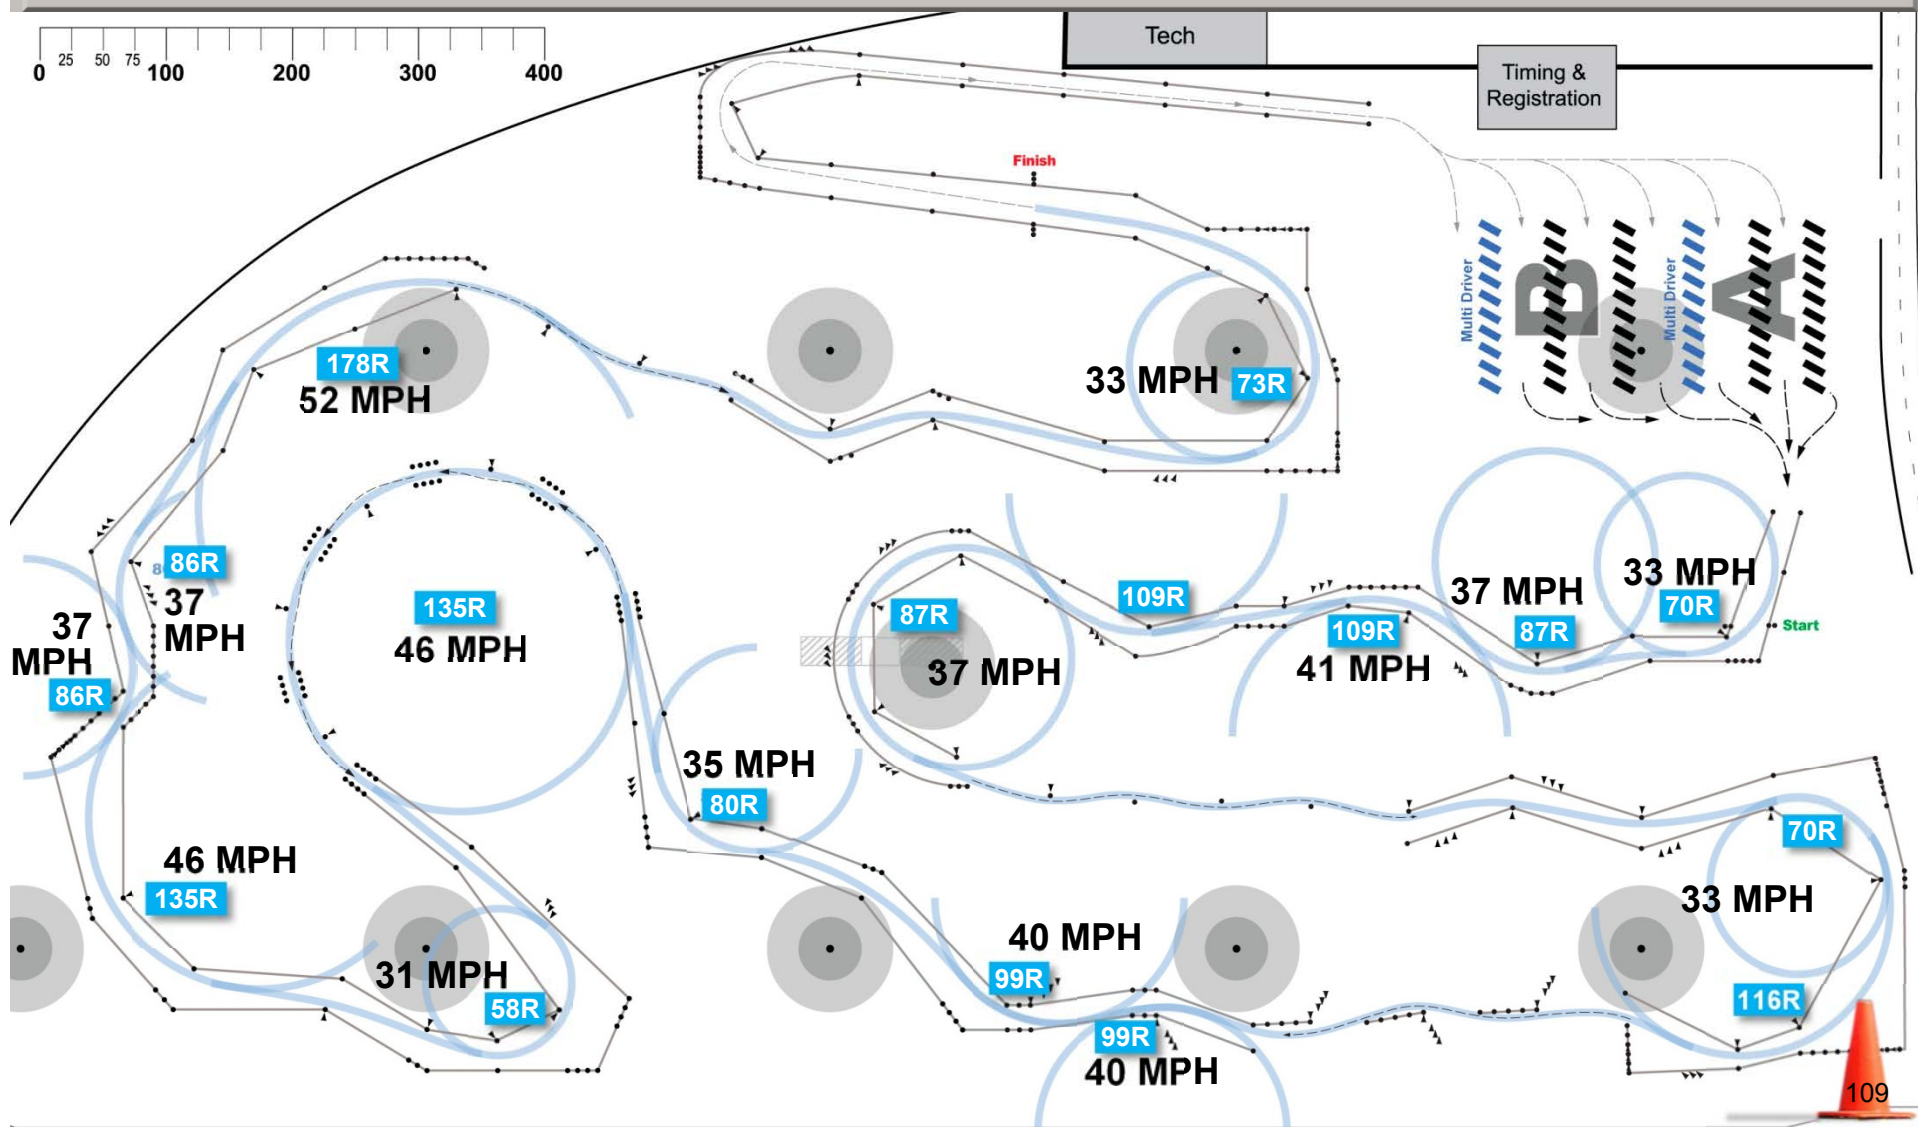 Tech
Timing &
Registration
0 25 50 75 100 200 300 400
Finish
Multi Driver
B
Multi Driver
A
178R
52 MPH
33 MPH
73R
86R
37
MPH
37
MPH
86R
135R
46 MPH
109R
87R
37 MPH
109R
41 MPH
37 MPH
87R
33 MPH
70R
Start
35 MPH
80R
70R
33 MPH
46 MPH
135R
31 MPH
58R
40 MPH
99R
99R
40 MPH
116R
109